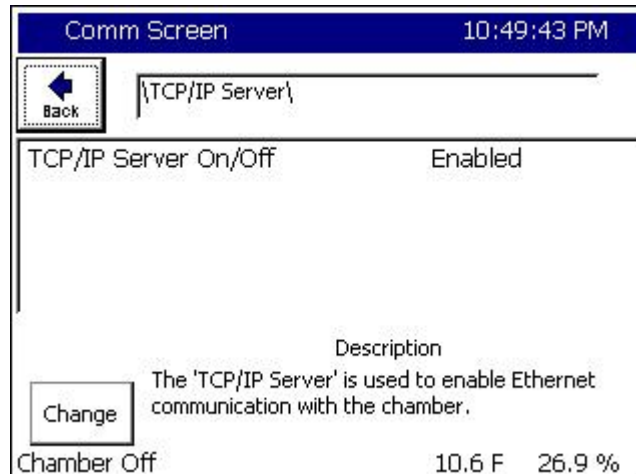 Comm Screen 10:49:43 PM
Back
\TCP/IP Server\
TCP/IP Server On/Off Enabled
Description
The 'TCP/IP Server' is used to enable Ethernet
communication with the chamber.
Change
Chamber Off 10.6 F 26.9 %